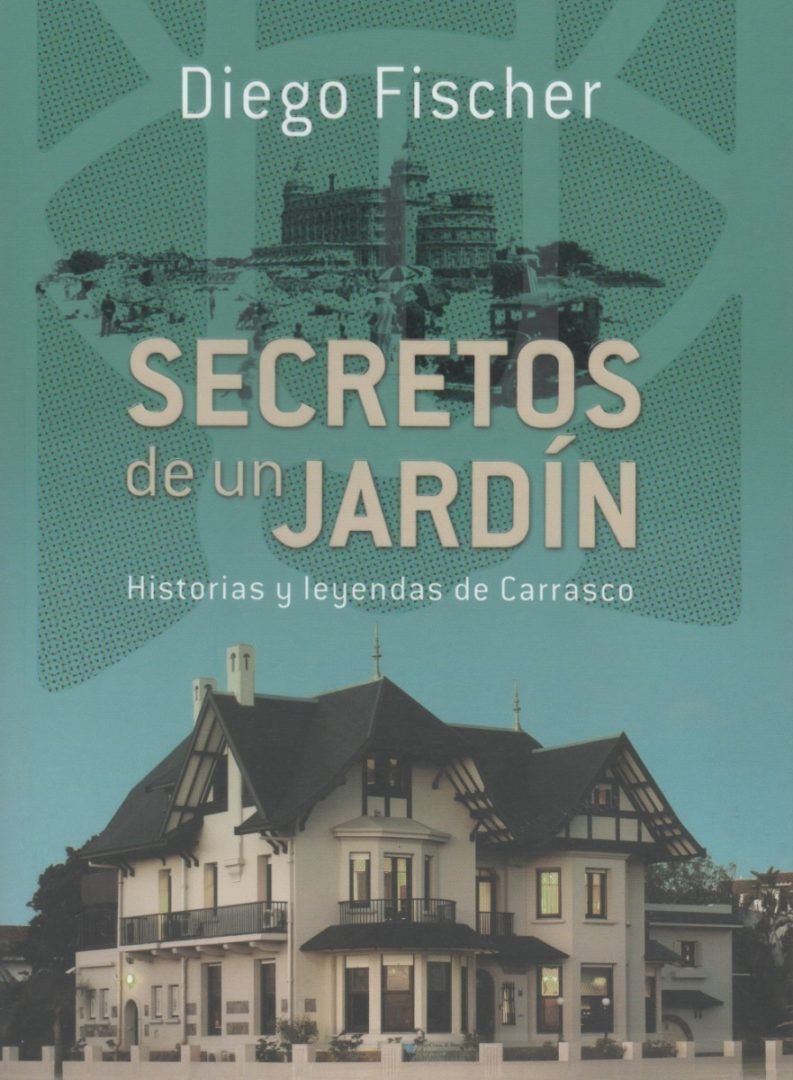 Diego Fischer
SECRETOS
de un JARDÍN
Historias y leyendas de Carrasco